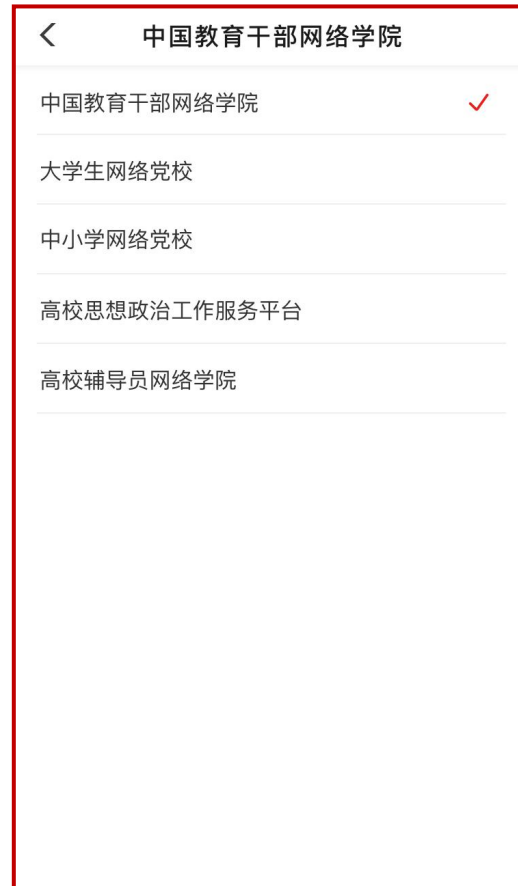 中国教育干部网络学院
中国教育干部网络学院
大学生网络党校
中小学网络党校
高校思想政治工作服务平台
高校辅导员网络学院